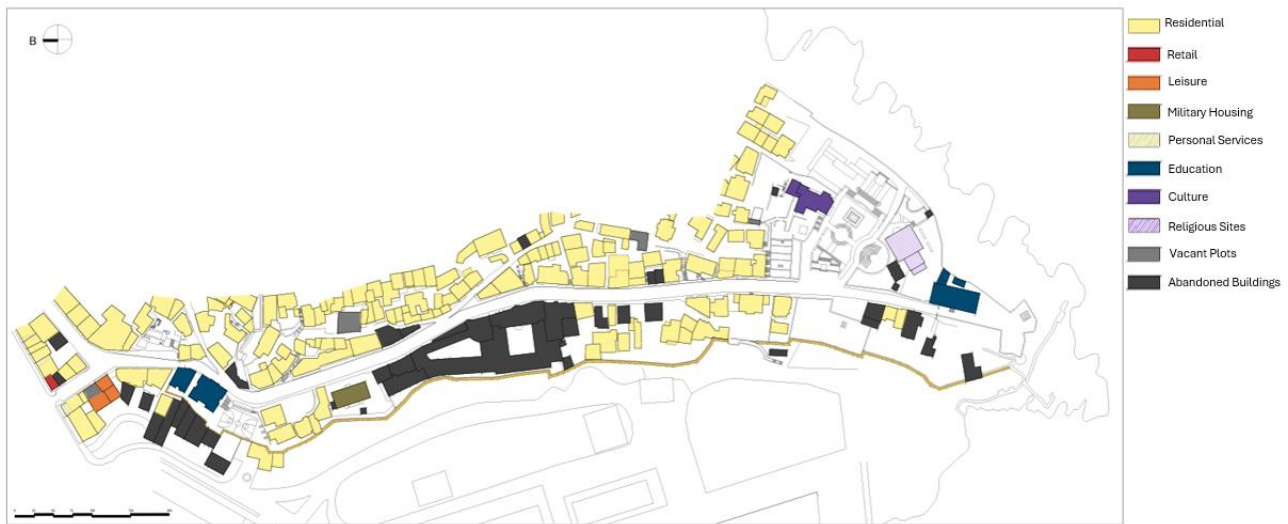 B
Residential
Retail
Leisure
Military Housing
Personal Services
Education
Culture
Religious Sites
Vacant Plots
Abandoned Buildings